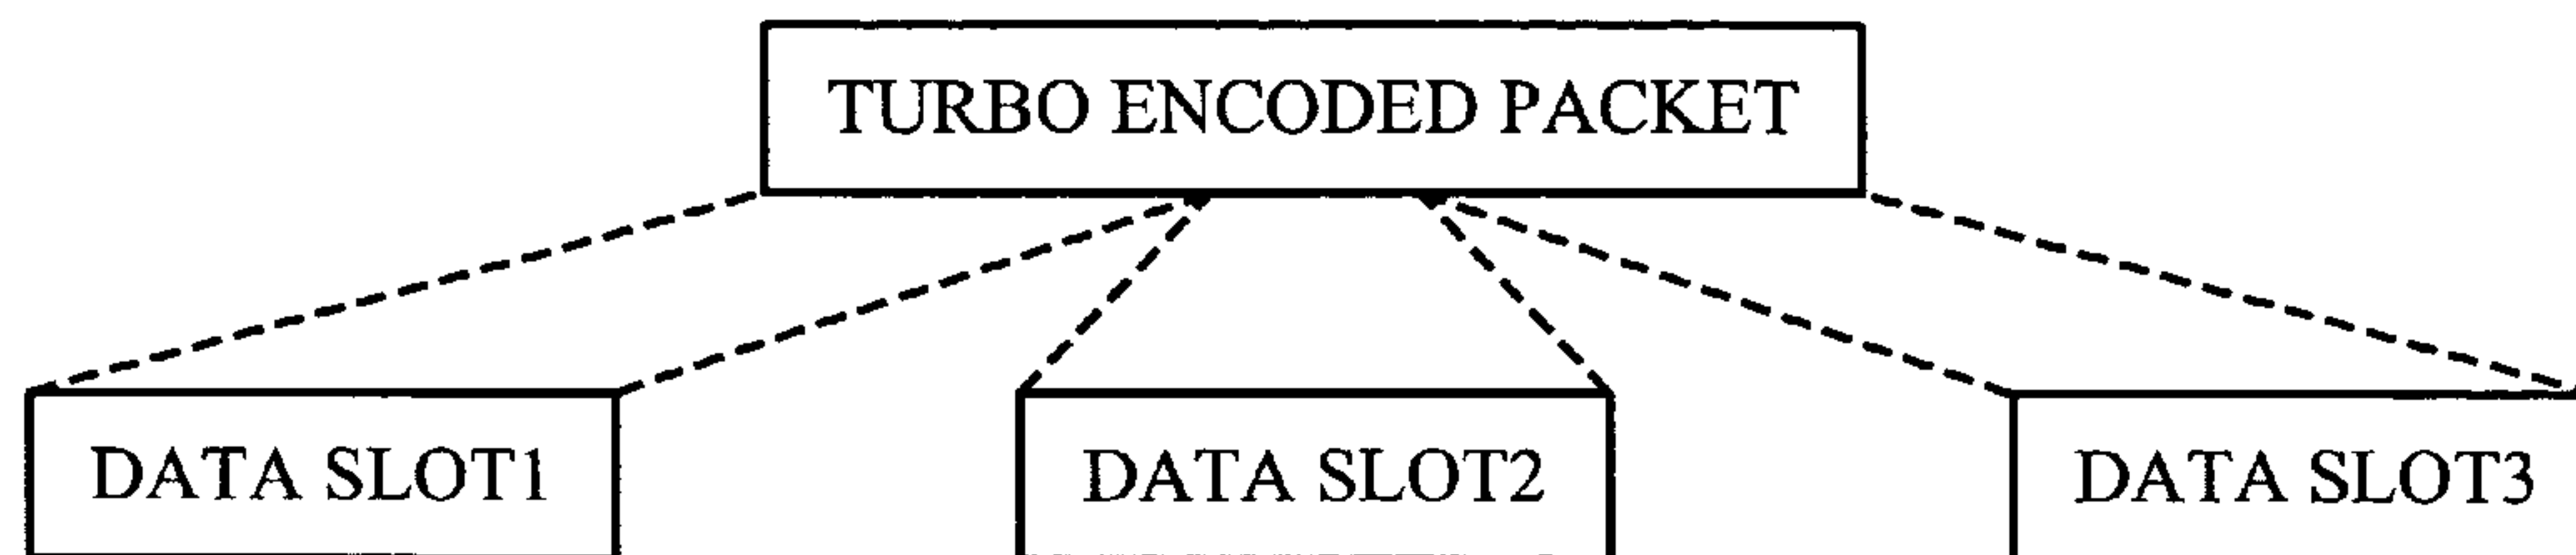 TURBO ENCODED PACKET
DATA SLOT1
DATA SLOT2
DATA SLOT3